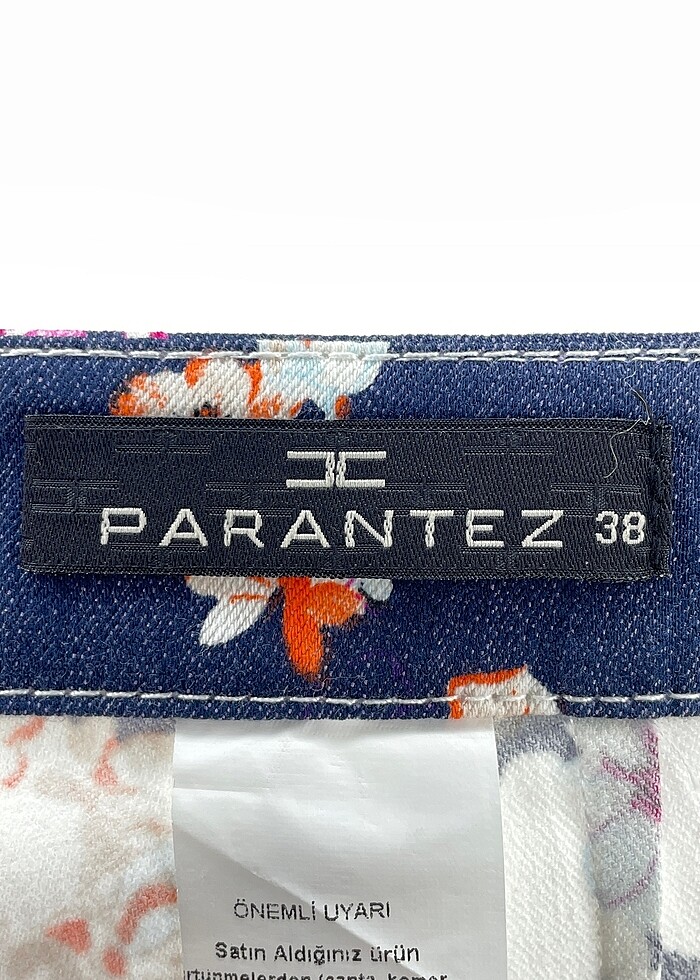 PARANTEZ 38
ÖNEMLİ UYARI
Satın Aldığınız ürün